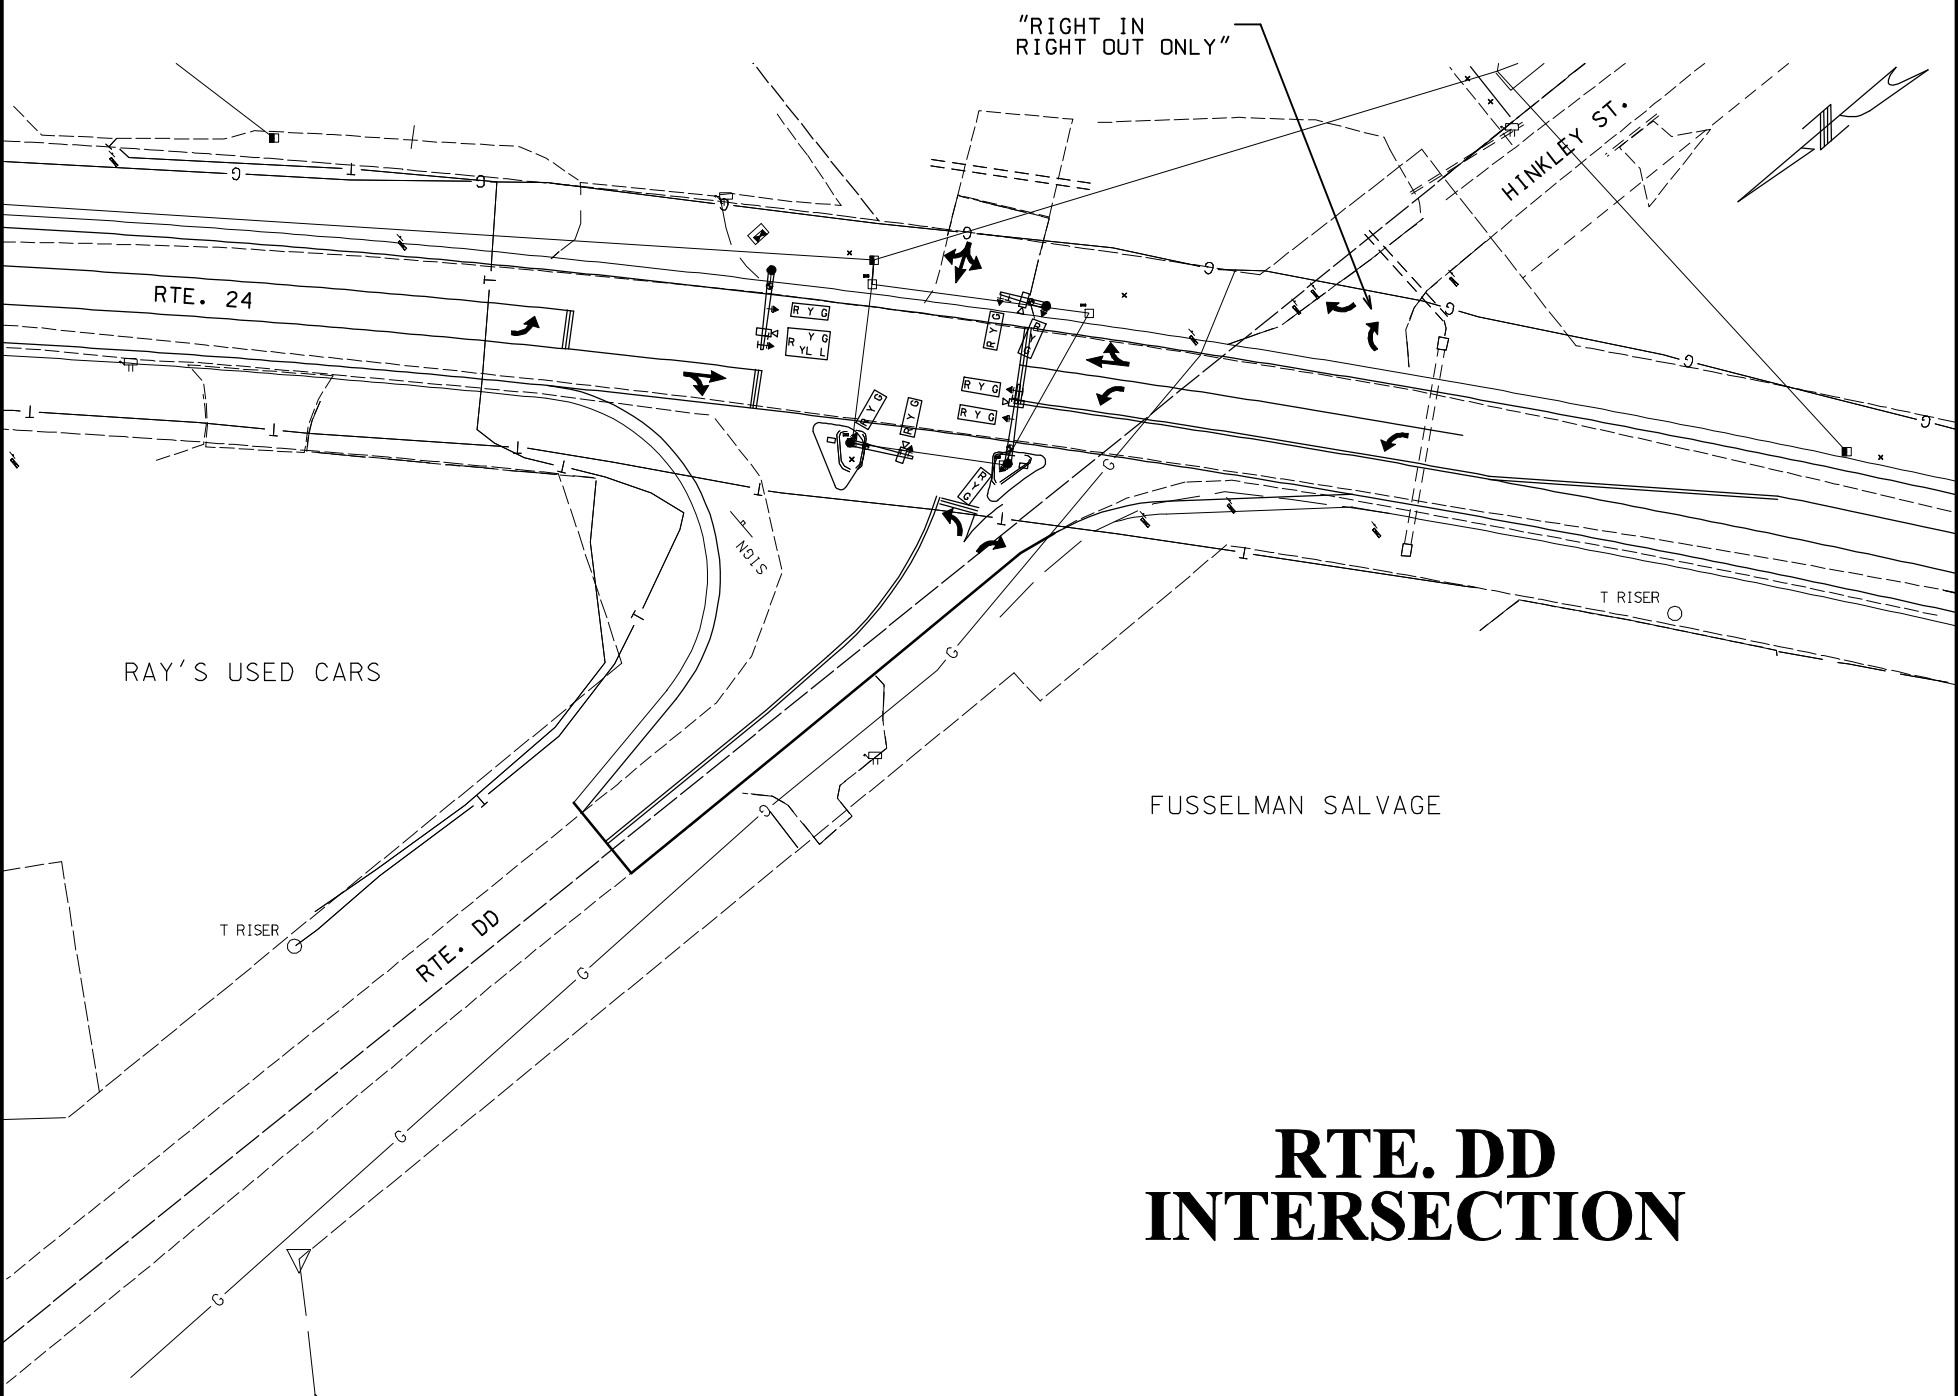 "RIGHT IN
RIGHT OUT ONLY"
HINKLEY ST.
G
T
G
G
G
G
T
RTE. 24
R Y G
Y G
R YL L
R Y G
R Y G
G
G
G
R Y G
R Y G
R Y G
R Y G
R Y G
G
T
T
T
T
T
T
T
SIGN
T RISER
T
G
RAY'S USED CARS
FUSSELMAN SALVAGE
T
G
T RISER
RTE. DD
G
G
G
RTE. DD
INTERSECTION